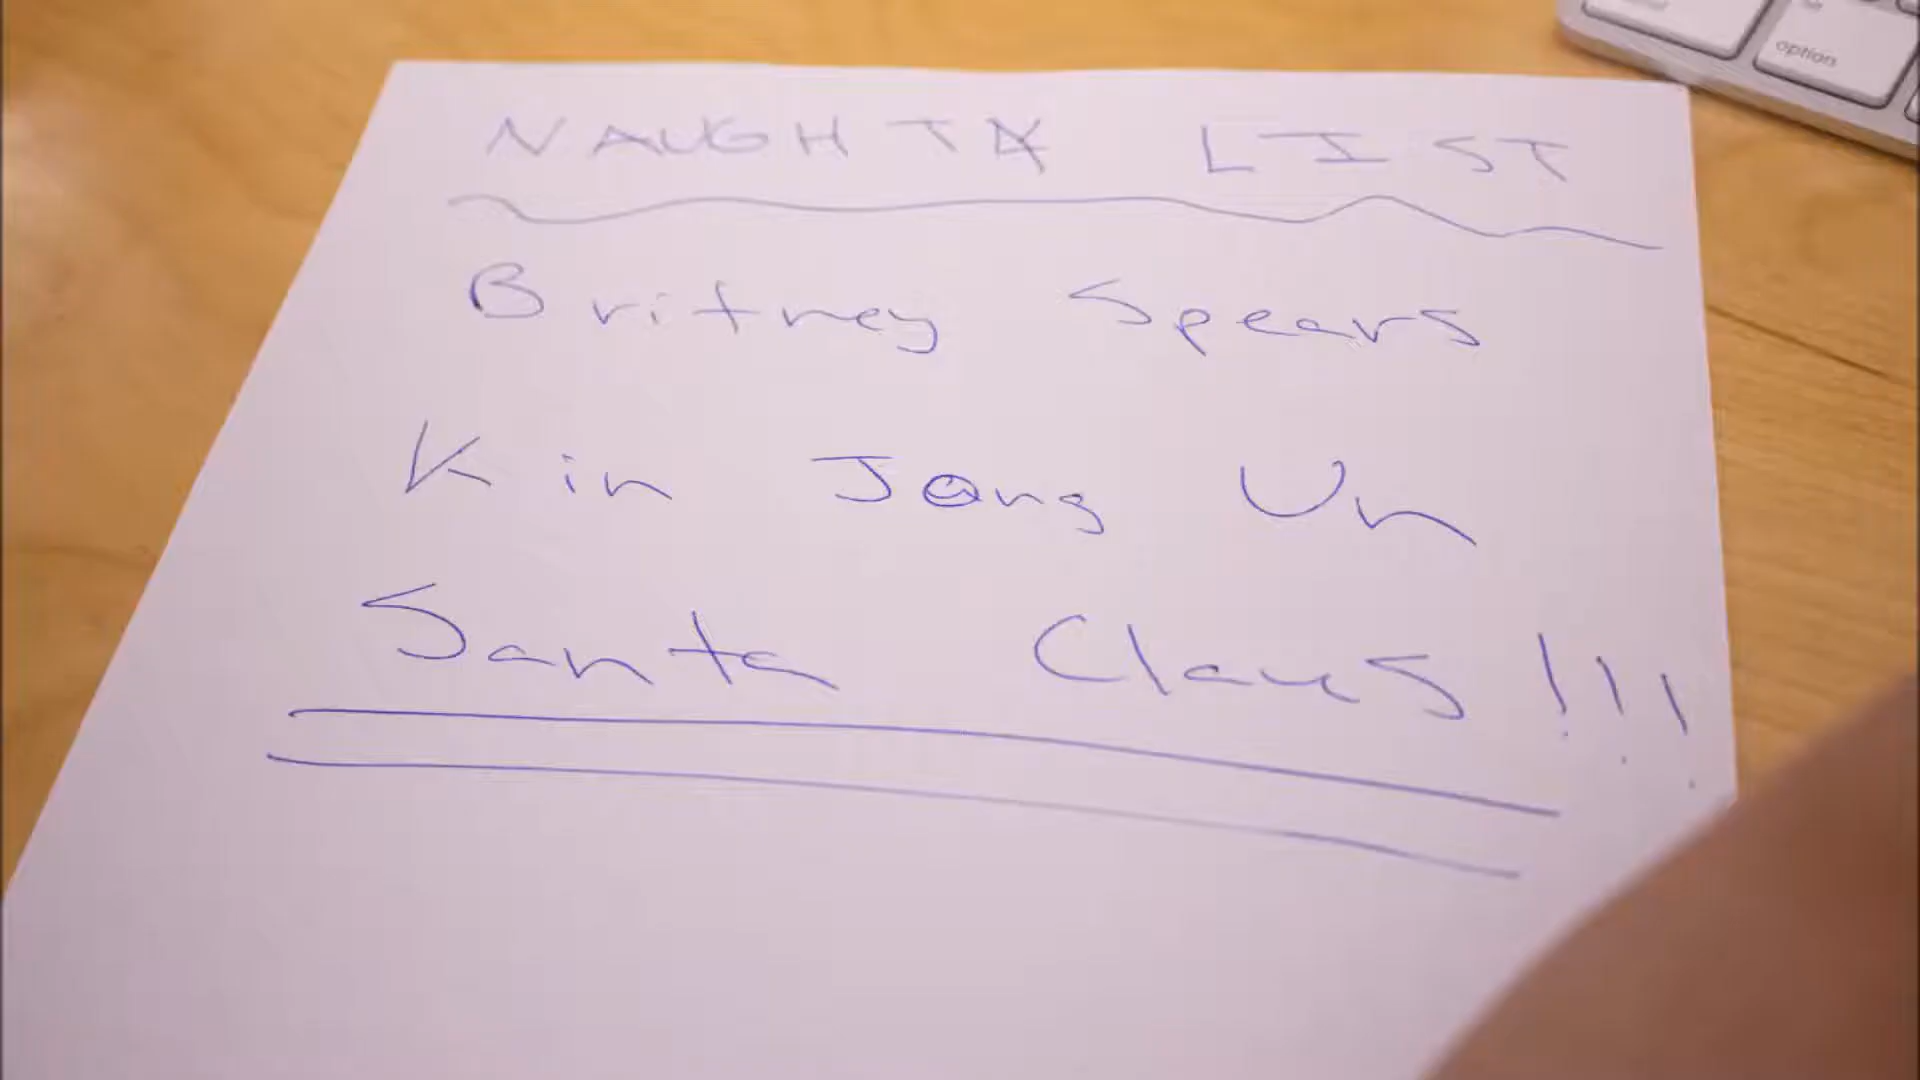 option
NAUGHTY LIST
Britney Spears
Kin Jong Un
Santa Claus!!!